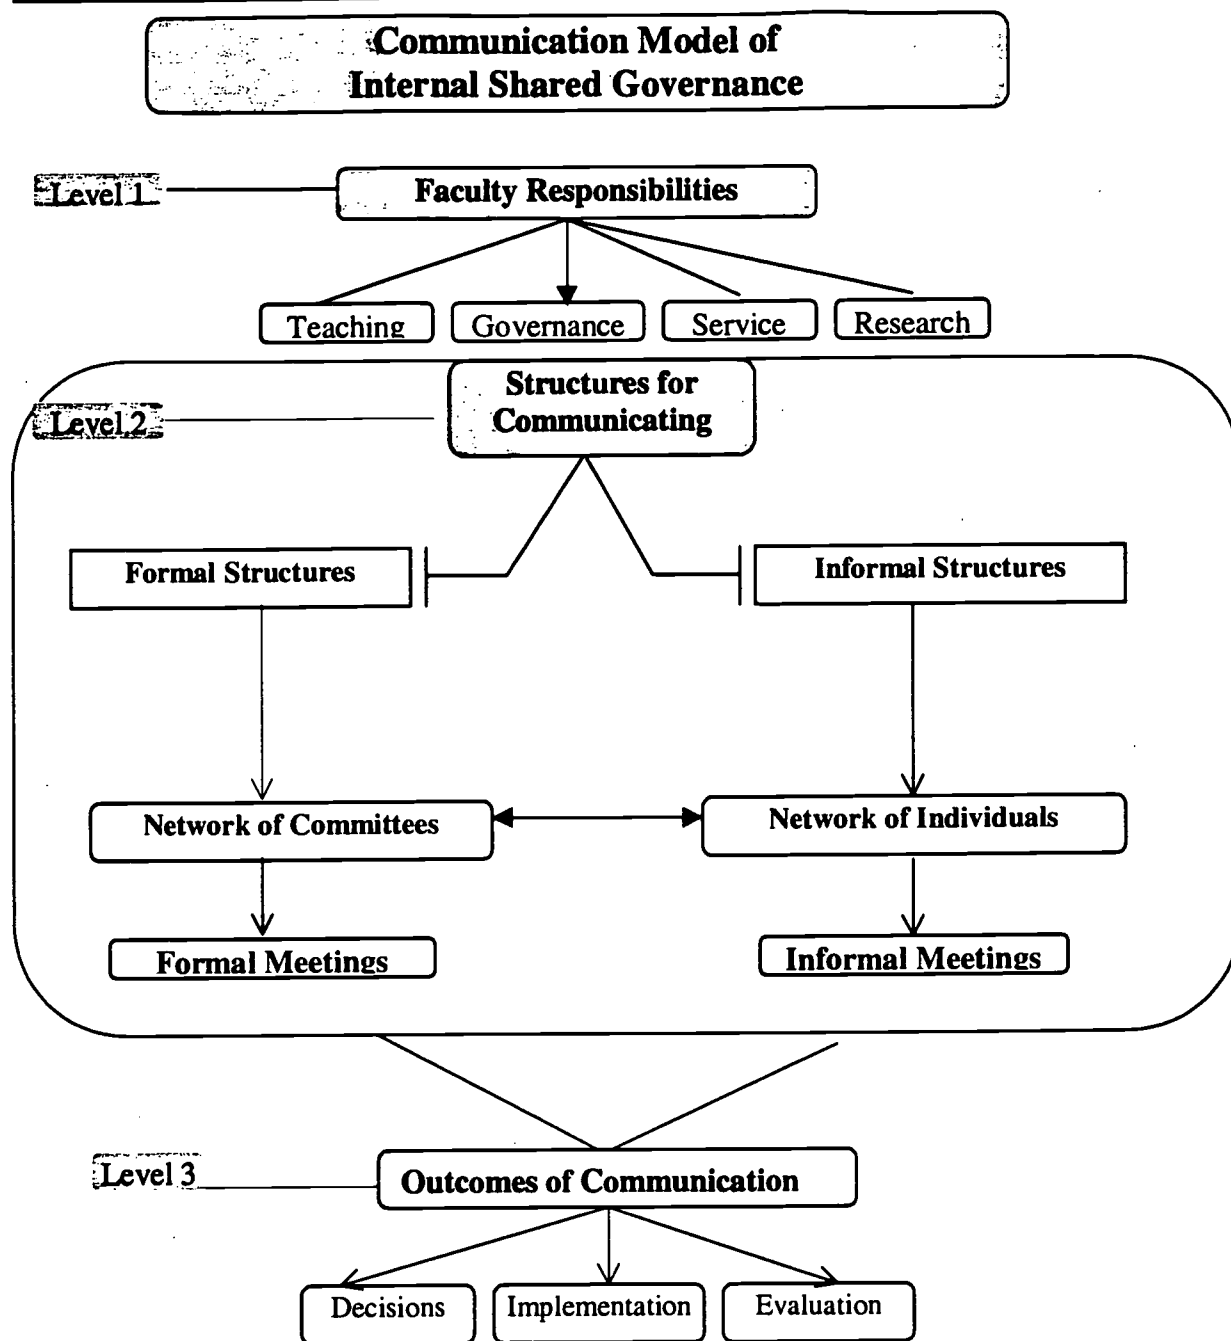 Communication Model of
Internal Shared Governance
Level 1
Faculty Responsibilities
Teaching
Governance
Service
Research
Structures for
Communicating
Level 2
Formal Structures
Informal Structures
Network of Committees
Network of Individuals
Formal Meetings
Informal Meetings
Level 3
Outcomes of Communication
Decisions
Implementation
Evaluation